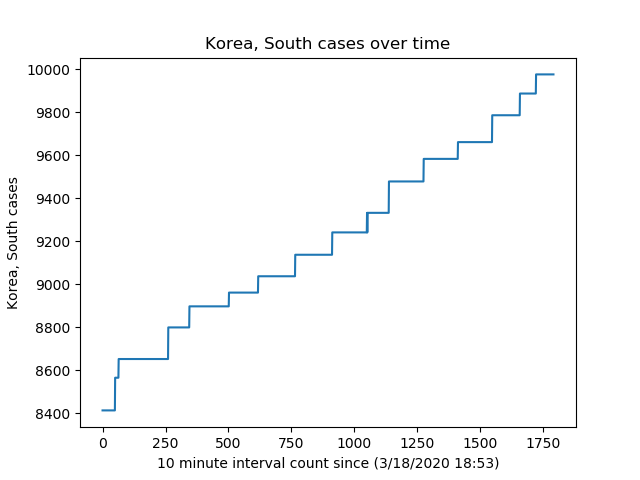 Korea, South cases over time
10000
9800
9600
9400
9200
9000
8800
8600
8400
Korea, South cases
0 250 500 750 1000 1250 1500 1750
10 minute interval count since (3/18/2020 18:53)